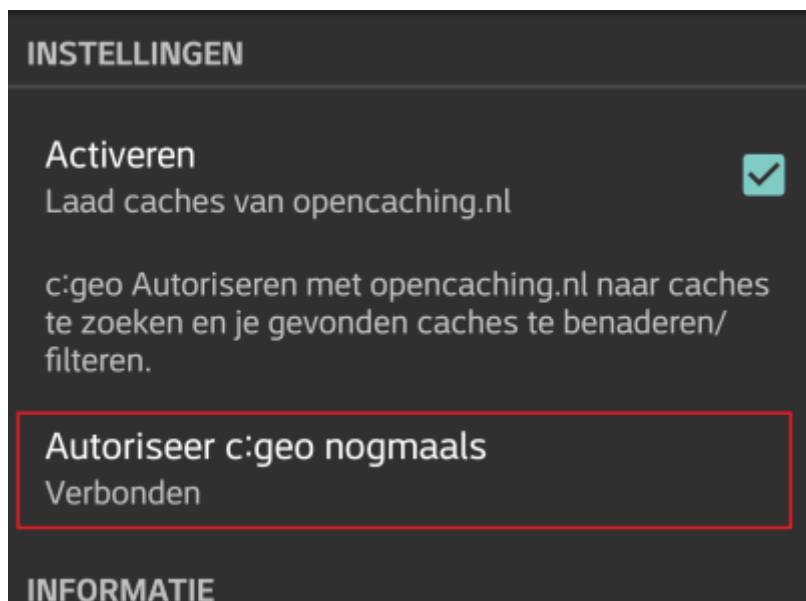 INSTELLINGEN
Activeren
Laad caches van opencaching.nl
c:geo Autoriseren met opencaching.nl naar caches
te zoeken en je gevonden caches te benaderen/
filteren.
Autoriseer c:geo nogmaals
Verbonden
INFORMATIE